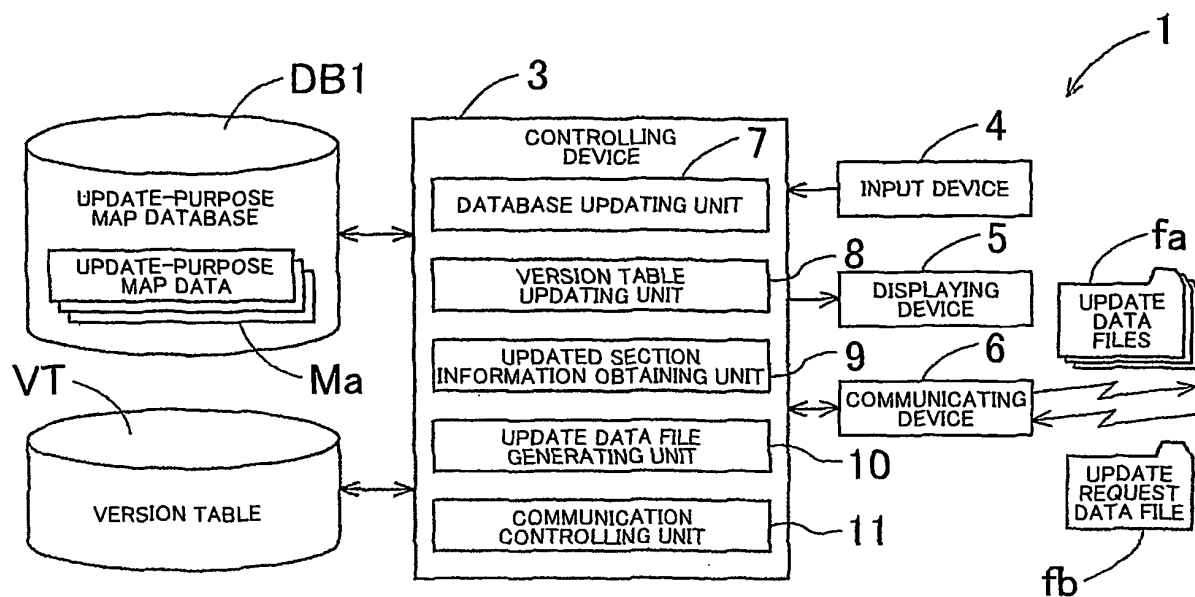 1
DB1
3
CONTROLLING
DEVICE
7
4
UPDATE-PURPOSE
MAP DATABASE
DATABASE UPDATING UNIT
INPUT DEVICE
UPDATE-PURPOSE
MAP DATA
8
5
fa
VERSION TABLE
UPDATING UNIT
DISPLAYING
DEVICE
UPDATE
DATA
FILES
VT
Ma
UPDATED SECTION
INFORMATION OBTAINING UNIT
9
6
COMMUNICATING
DEVICE
UPDATE DATA FILE
GENERATING UNIT
10
UPDATE
REQUEST
DATA FILE
VERSION TABLE
COMMUNICATION
CONTROLLING UNIT
11
fb